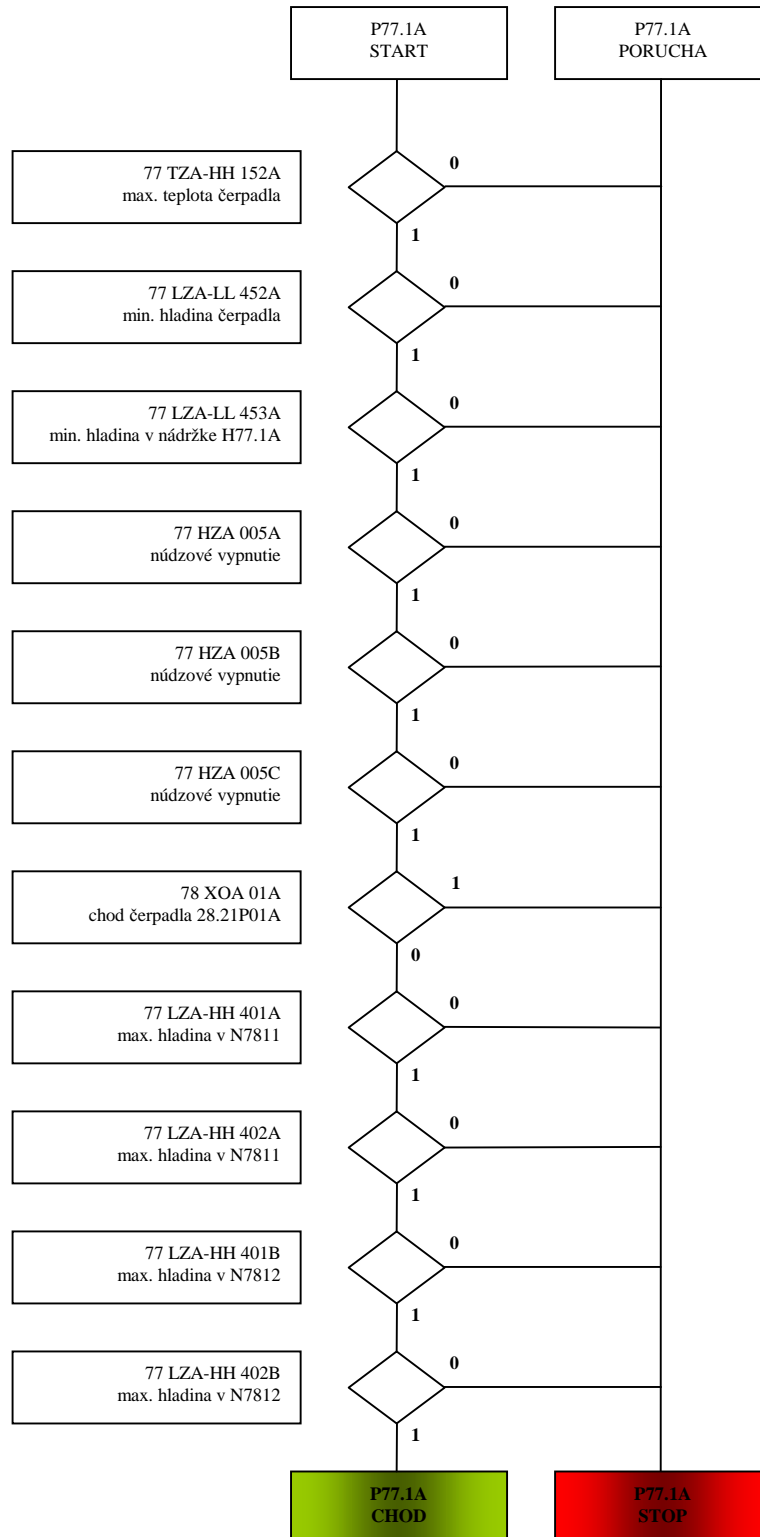 P77.1A
START
P77.1A
PORUCHA
77 TZA-HH 152A
max. teplota čerpadla
0
1
77 LZA-LL 452A
min. hladina čerpadla
0
1
77 LZA-LL 453A
min. hladina v nádržke H77.1A
0
1
77 HZA 005A
núdzové vypnutie
0
1
77 HZA 005B
núdzové vypnutie
0
1
77 HZA 005C
núdzové vypnutie
0
1
78 XOA 01A
chod čerpadla 28.21P01A
1
0
77 LZA-HH 401A
max. hladina v N7811
0
1
77 LZA-HH 402A
max. hladina v N7811
0
1
77 LZA-HH 401B
max. hladina v N7812
0
1
77 LZA-HH 402B
max. hladina v N7812
0
1
P77.1A
CHOD
P77.1A
STOP